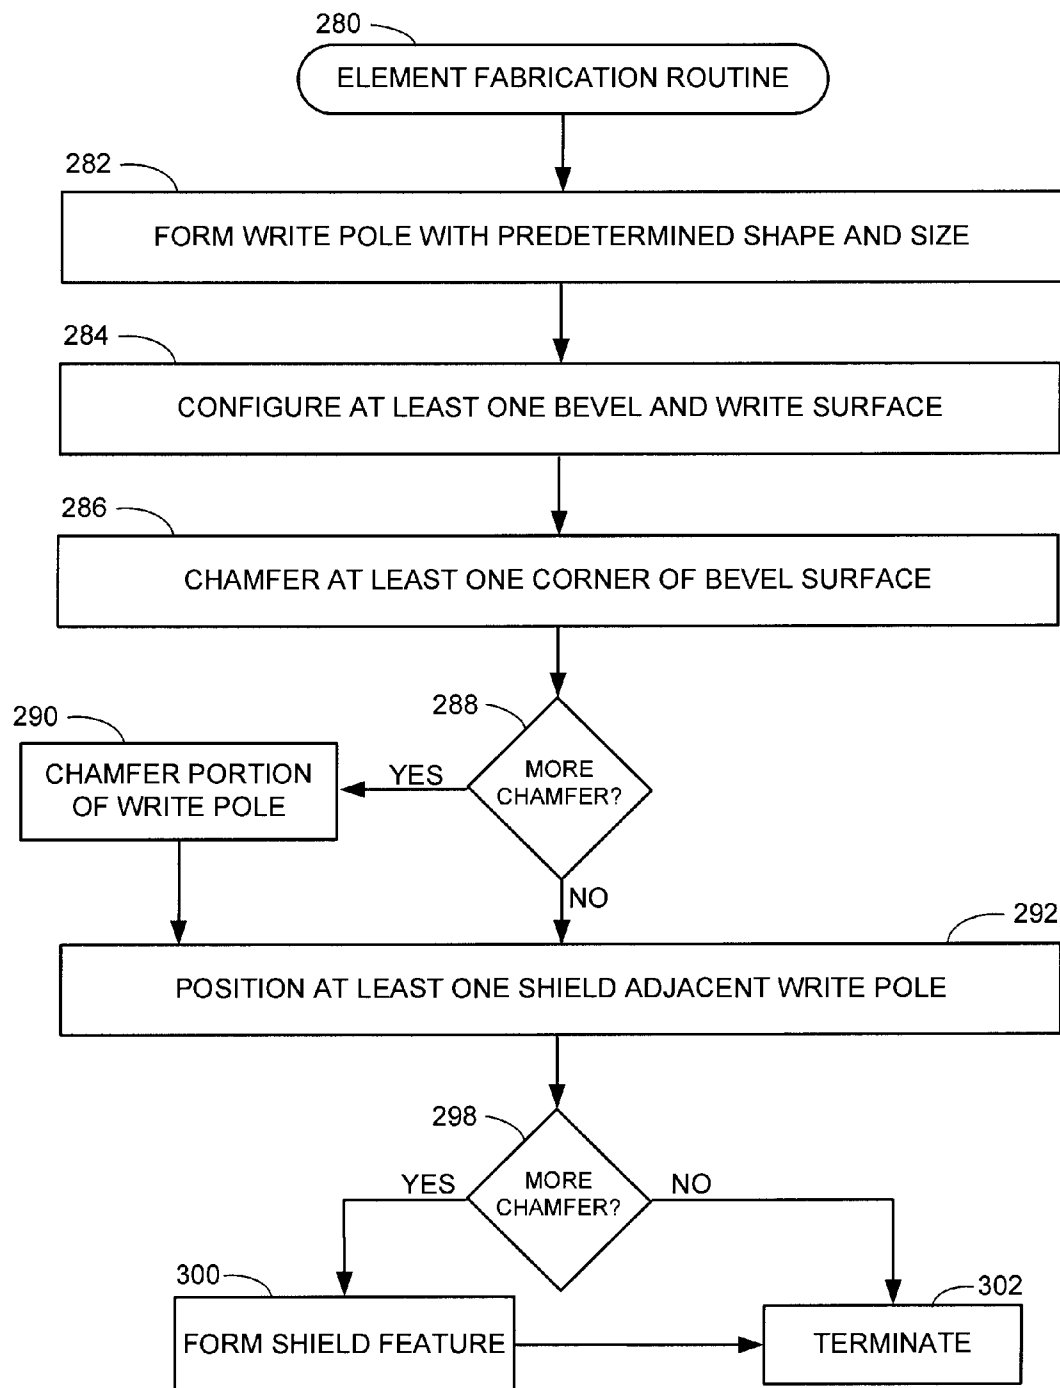 280
ELEMENT FABRICATION ROUTINE
282
FORM WRITE POLE WITH PREDETERMINED SHAPE AND SIZE
284
CONFIGURE AT LEAST ONE BEVEL AND WRITE SURFACE
286
CHAMFER AT LEAST ONE CORNER OF BEVEL SURFACE
288
MORE
CHAMFER?
YES
290
CHAMFER PORTION
OF WRITE POLE
NO
292
POSITION AT LEAST ONE SHIELD ADJACENT WRITE POLE
298
MORE
CHAMFER?
YES
NO
300
FORM SHIELD FEATURE
302
TERMINATE